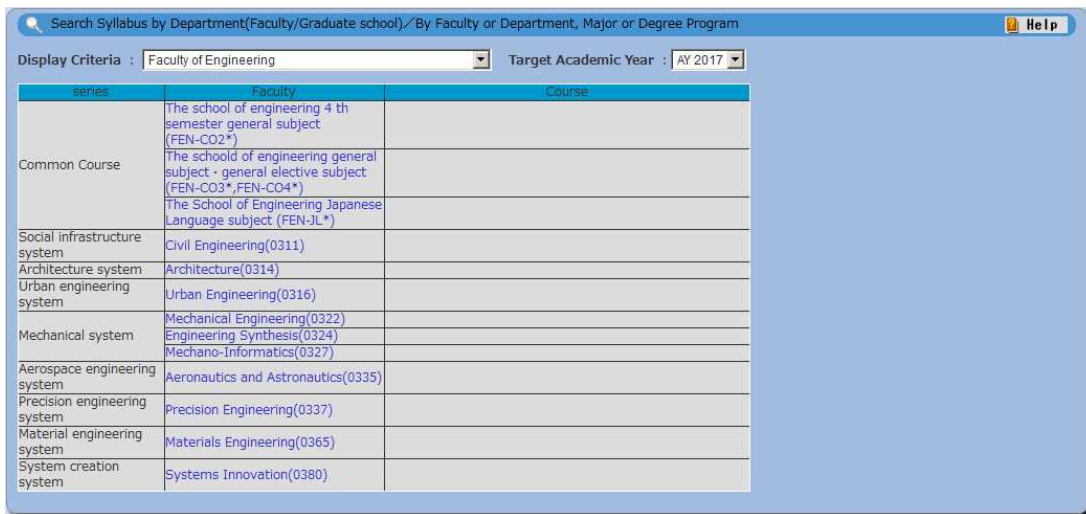 Search Syllabus by Department(Faculty/Graduate school)／By Faculty or Department, Major or Degree Program
Help
Display Criteria : Faculty of Engineering Target Academic Year : AY 2017
series Faculty Course
Common Course
The school of engineering 4 th
semester general subject
(FEN-CO2*)
The schoold of engineering general
subject・general elective subject
(FEN-CO3*,FEN-CO4*)
The School of Engineering Japanese
Language subject (FEN-JL*)
Social infrastructure
system
Civil Engineering(0311)
Architecture system
Architecture(0314)
Urban engineering
system
Urban Engineering(0316)
Mechanical system
Mechanical Engineering(0322)
Engineering Synthesis(0324)
Mechano-Informatics(0327)
Aerospace engineering
system
Aeronautics and Astronautics(0335)
Precision engineering
system
Precision Engineering(0337)
Material engineering
system
Materials Engineering(0365)
System creation
system
Systems Innovation(0380)